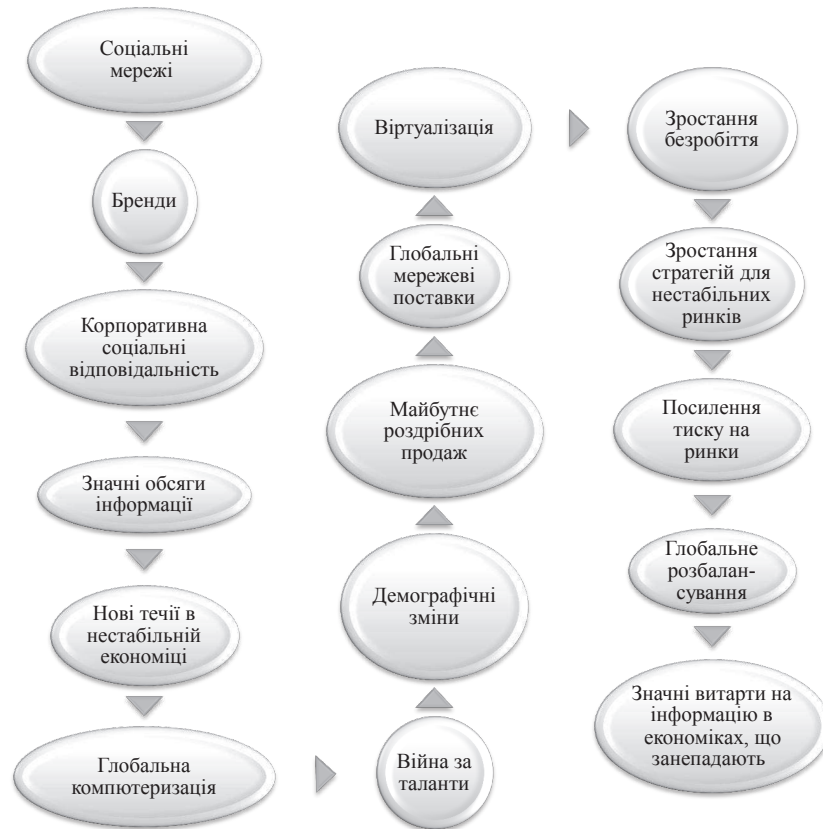 Соціальні
мережі
Бренди
Корпоративна
соціальні
відповідальність
Значні обсяги
інформації
Нові течії в
нестабільній
економіці
Глобальна
компютеризація
Війна за
таланти
Демографічні
зміни
Майбутнє
роздрібних
продаж
Глобальні
мережеві
поставки
Віртуалізація
Зростання
безробіття
Зростання
стратегій для
нестабільних
ринків
Посилення
тиску на
ринки
Глобальне
розбалан-
сування
Значні витарти на
інформацію в
економіках, що
занепадають